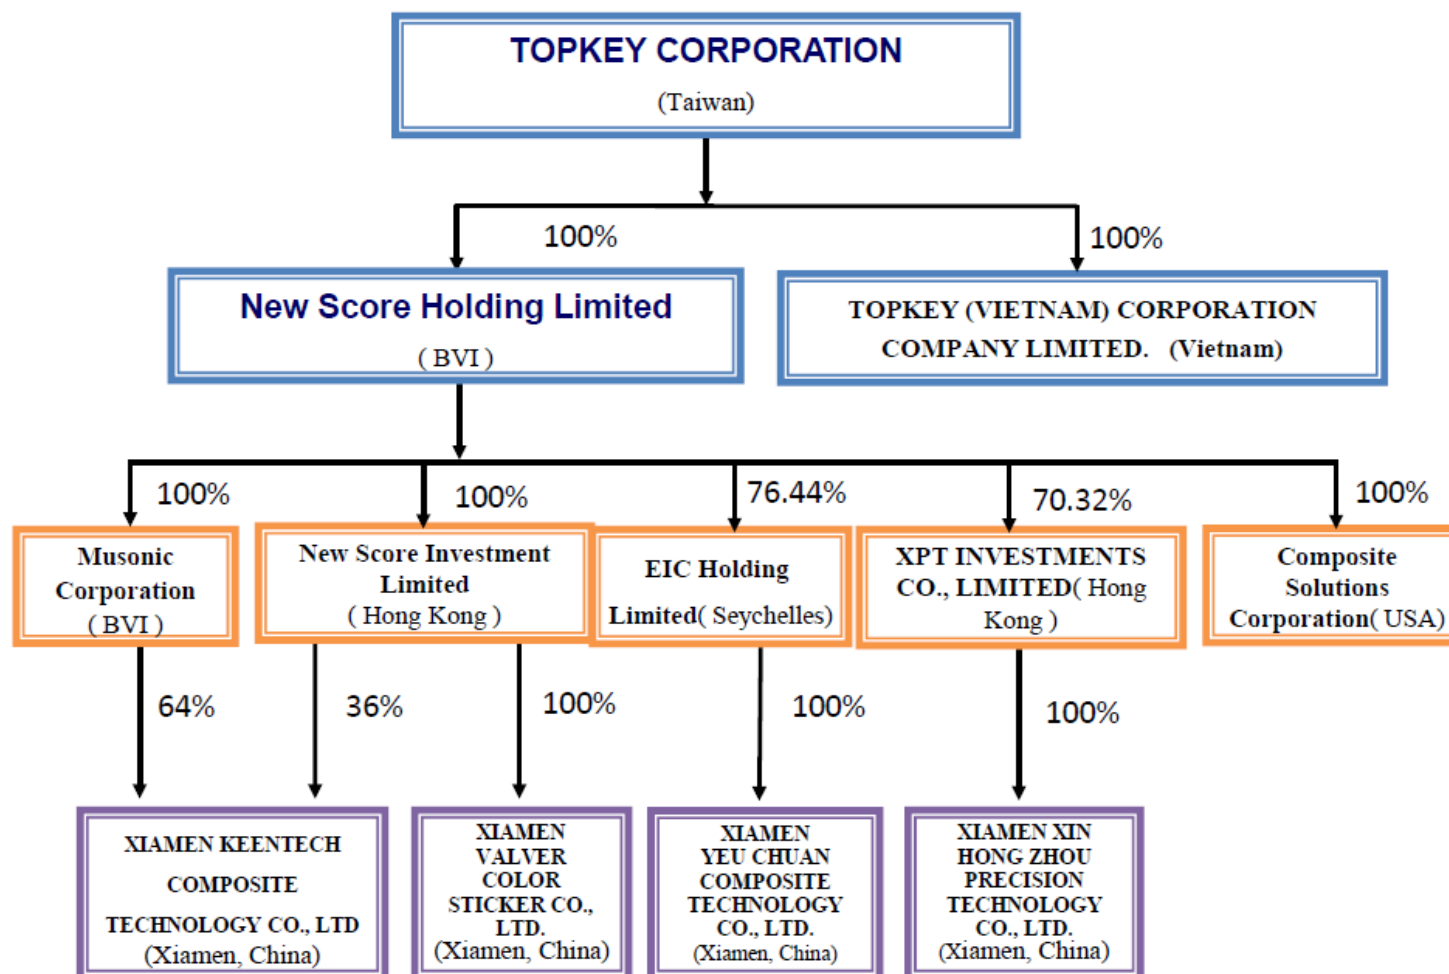 TOPKEY CORPORATION
(Taiwan)
100%
100%
New Score Holding Limited
( BVI )
TOPKEY (VIETNAM) CORPORATION
COMPANY LIMITED. (Vietnam)
100%
100%
76.44%
70.32%
100%
Musonic
Corporation
( BVI )
New Score Investment
Limited
( Hong Kong )
EIC Holding
Limited( Seychelles)
XPT INVESTMENTS
CO., LIMITED( Hong
Kong )
Composite
Solutions
Corporation( USA)
64%
36%
100%
100%
100%
XIAMEN KEENTECH
COMPOSITE
TECHNOLOGY CO., LTD
(Xiamen, China)
XIAMEN
VALVER
COLOR
STICKER CO.,
LTD.
(Xiamen, China)
XIAMEN
YEU CHUAN
COMPOSITE
TECHNOLOGY
CO., LTD.
(Xiamen, China)
XIAMEN XIN
HONG ZHOU
PRECISION
TECHNOLOGY
CO., LTD.
(Xiamen, China)